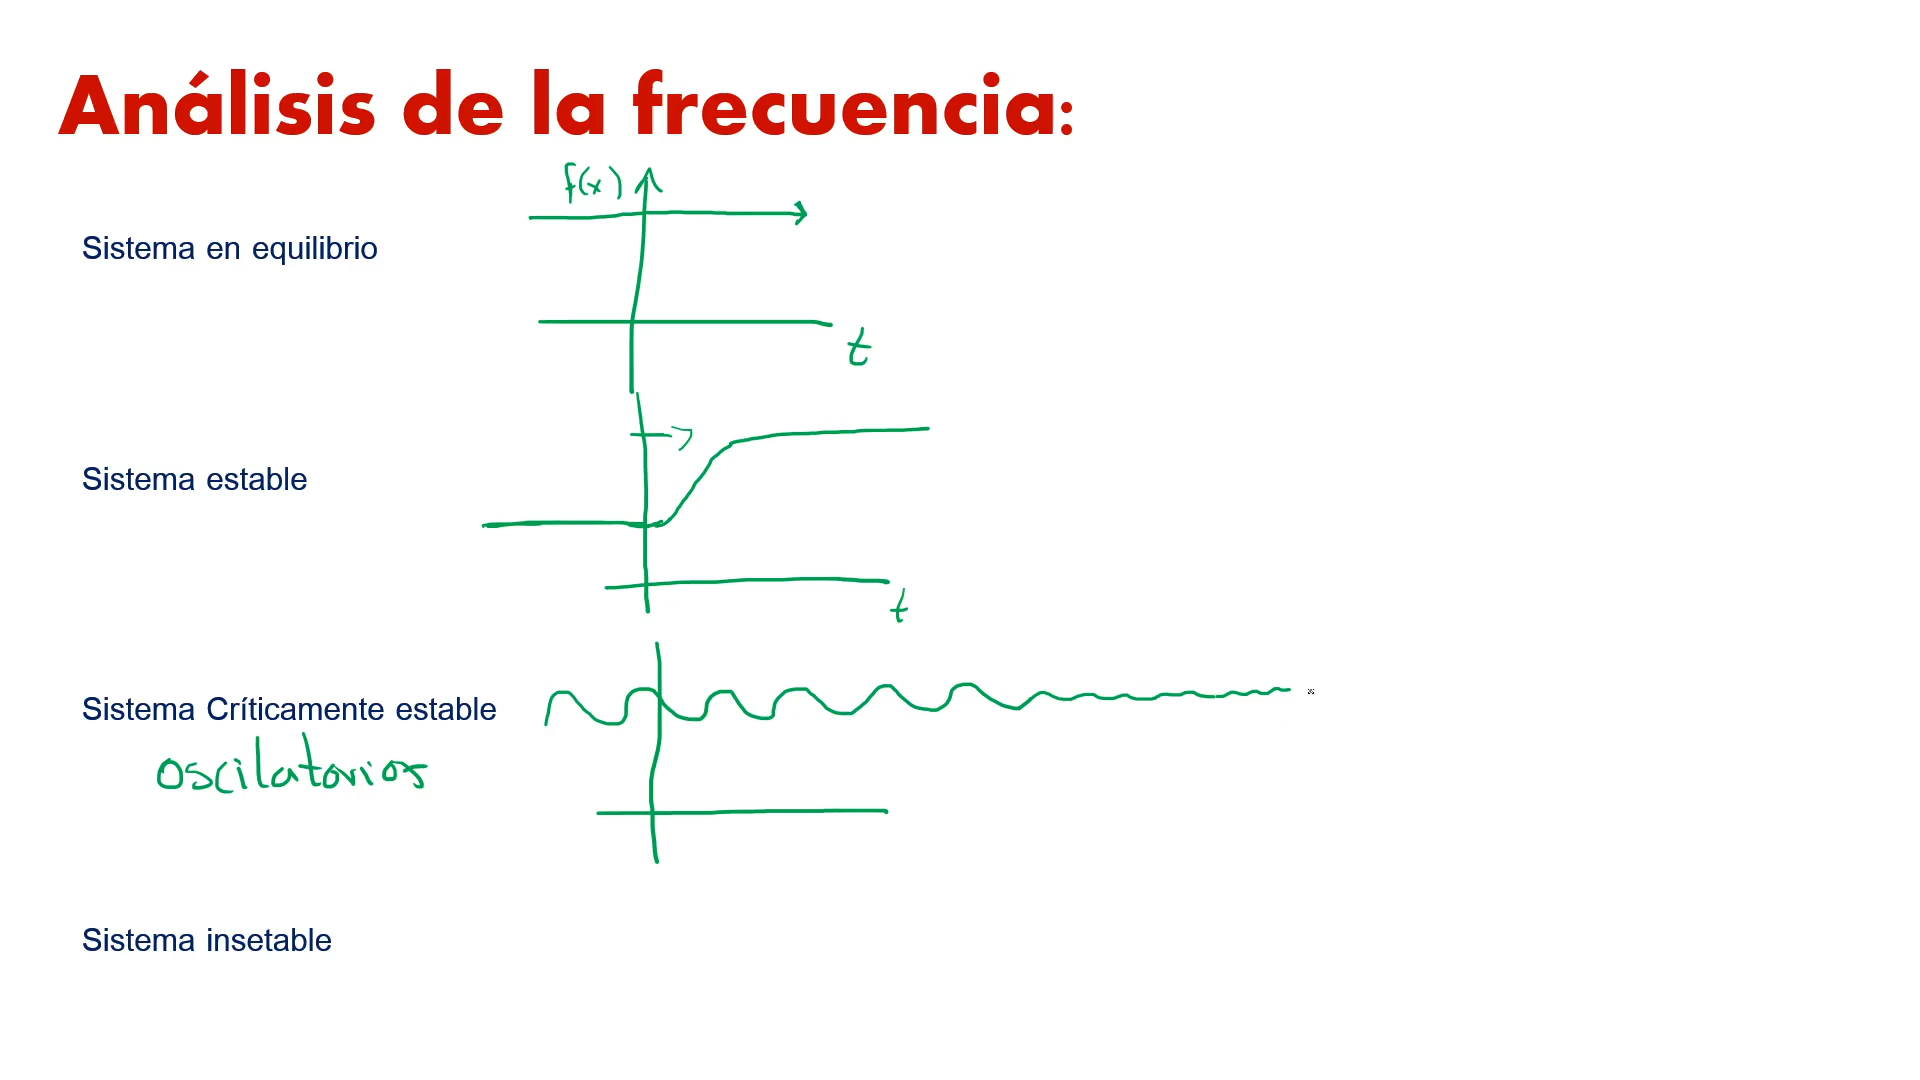 Análisis de la frecuencia:
f(x)
Sistema en equilibrio
t
Sistema estable
t
Sistema Críticamente estable
oscilatorios
Sistema insetable